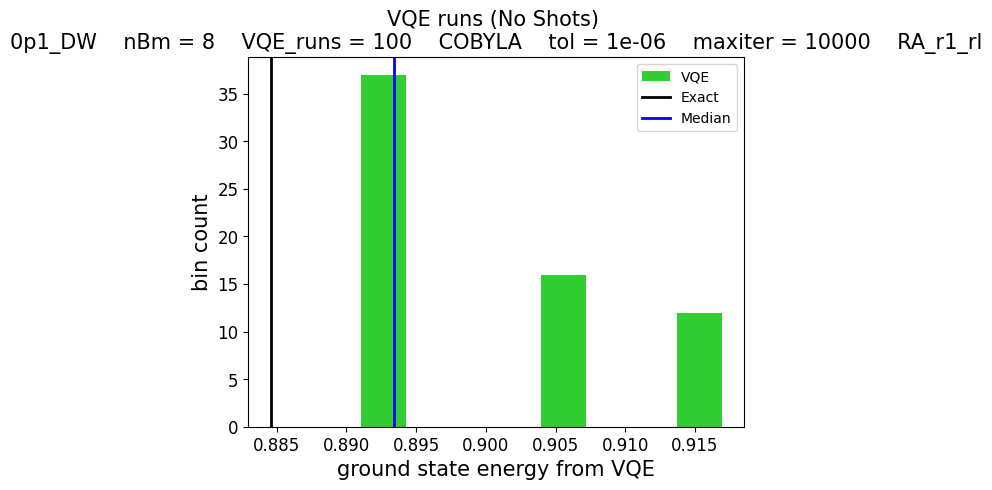 VQE runs (No Shots)
0p1_DW    nBm = 8    VQE_runs = 100    COBYLA    tol = 1e-06    maxiter = 10000    RA_r1_rl
VQE
Exact
Median
bin count
35
30
25
20
15
10
5
0
0.885 0.890 0.895 0.900 0.905 0.910 0.915
ground state energy from VQE